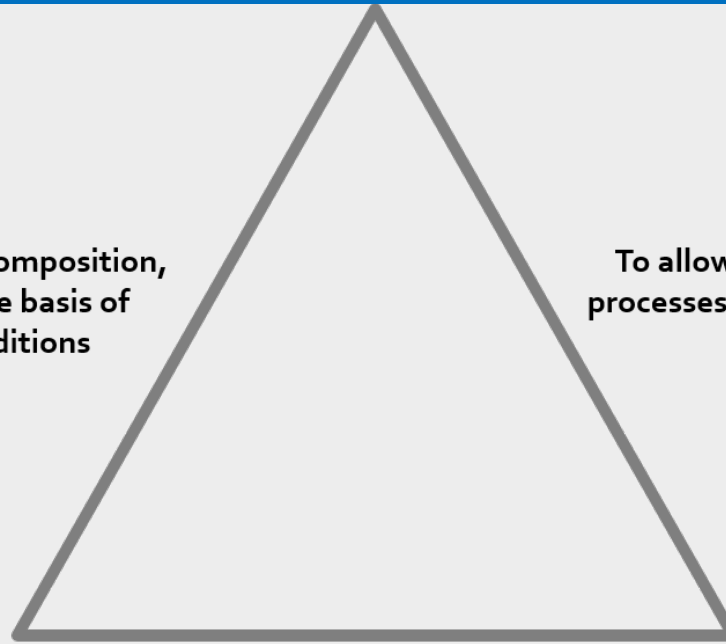 omposition,
e basis of
ditions
To allow
processes